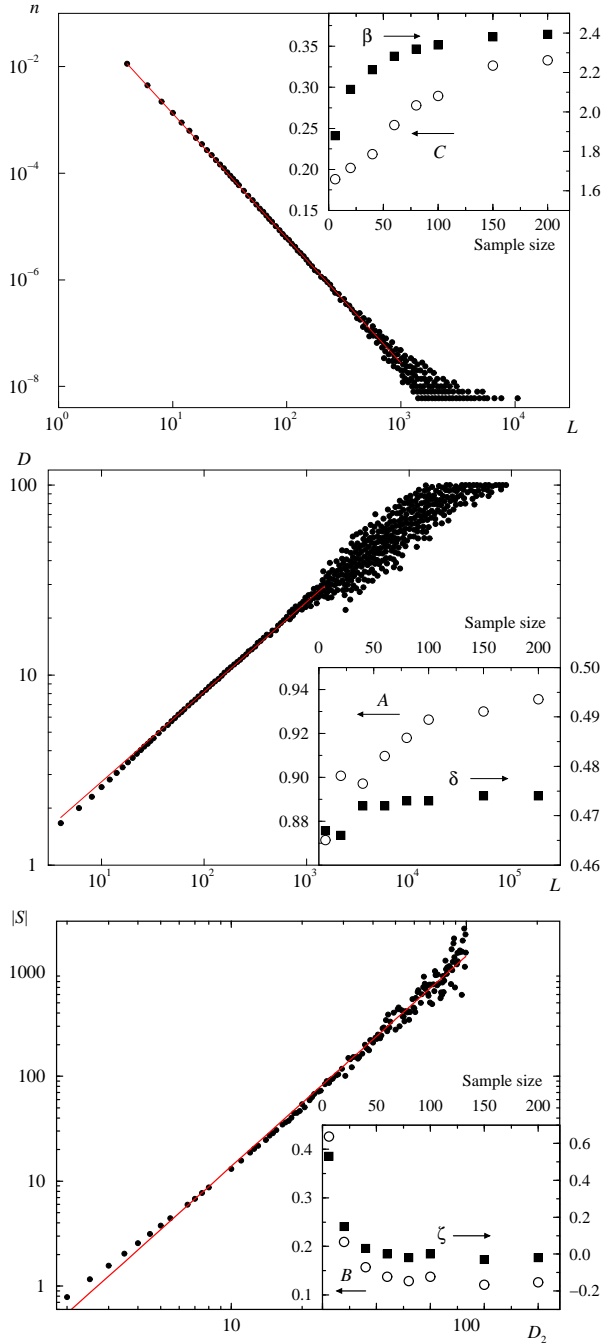 n
10^{-2}
10^{-4}
10^{-6}
10^{-8}
10^0
10^1
10^2
10^3
10^4
L
0.35
0.30
0.25
0.20
0.15
β
C
2.4
2.2
2.0
1.8
1.6
0 50 100 150 200
Sample size
D
100
10
1
10^1
10^2
10^3
10^4
10^5
L
Sample size
0 50 100 150 200
0.94
0.92
0.90
0.88
A
δ
0.50
0.49
0.48
0.47
0.46
|S|
1000
100
10
1
10
100
D_2
Sample size
0 50 100 150 200
0.4
0.3
0.2
0.1
ζ
B
0.6
0.4
0.2
0.0
−0.2